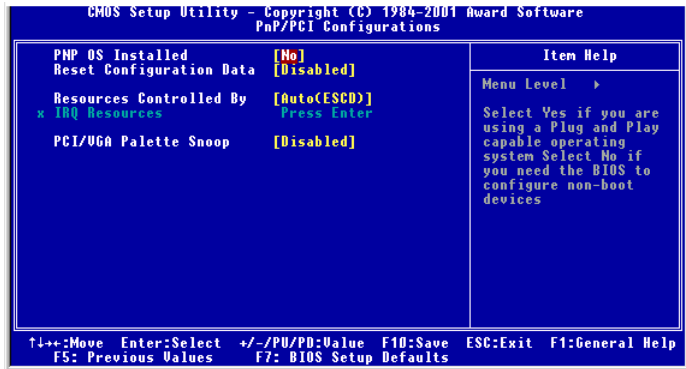 CMOS Setup Utility - Copyright (C) 1984-2001 Award Software
PnP/PCI Configurations
PNP OS Installed [No]
Reset Configuration Data [Disabled]
Resources Controlled By [Auto(ESCD)]
x IRQ Resources Press Enter
PCI/VGA Palette Snoop [Disabled]
Item Help
Menu Level ▸
Select Yes if you are
using a Plug and Play
capable operating
system Select No if
you need the BIOS to
configure non-boot
devices
↑↓→←:Move Enter:Select +/-/PU/PD:Value F10:Save ESC:Exit F1:General Help
F5: Previous Values F7: BIOS Setup Defaults